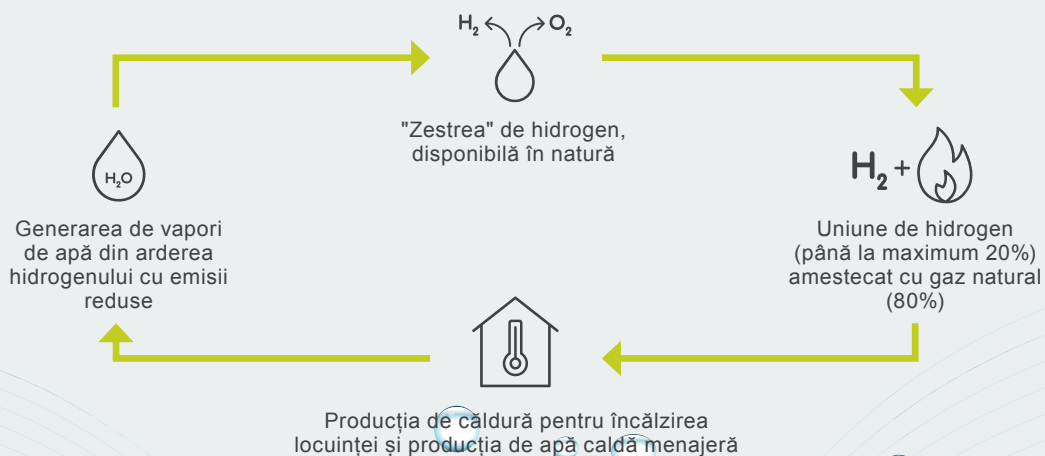 H₂ O₂
"Zestrea" de hidrogen,
disponibilă în natură
H₂ +
Uniune de hidrogen
(până la maximum 20%)
amestecat cu gaz natural
(80%)
Producția de căldură pentru încălzirea
locuinței și producția de apă caldă menajeră
H₂O
Generarea de vapori
de apă din arderea
hidrogenului cu emisii
reduse